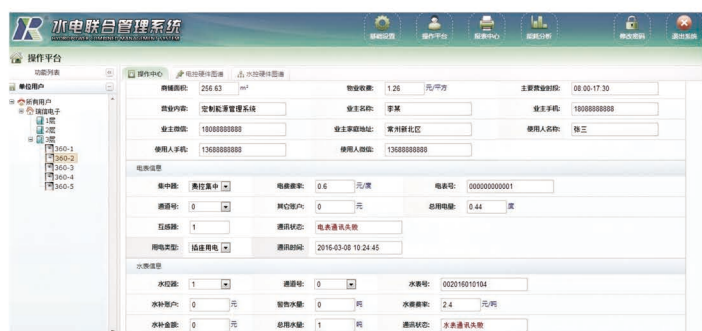 水电联合管理系统
HYDROPOWER COMBINED MANAGEMENT SYSTEM
基础设置 操作平台 报表中心 能耗分析 修改密码 退出系统
操作平台
功能列表 操作中心 电控硬件图谱 水控硬件图谱
单位用户
所有用户
瑞信电子
1层
2层
3层
360-1
360-2
360-3
360-4
360-5
商铺面积: 256.63 m² 物业收费: 1.26 元/平方 主要营业时段: 08:00-17:30
营业内容: 定制能源管理系统 业主名称: 李某 业主手机: 18088888888
业主微信: 18088888888 业主家庭地址: 常州新北区 使用人名称: 张三
使用人手机: 13688888888 使用人微信: 13688888888
电表信息
集中器: 费控集中 电费费率: 0.6 元/度 电表号: 000000000001
通道号: 0 其它账户: 0 元 总用电量: 0.44 度
互感器: 1 通讯状态: 电表通讯失败
用电类型: 插座用电 通讯时间: 2016-03-08 10:24:45
水表信息
水控器: 1 通道号: 0 水表号: 002016010104
水补账户: 0 元 暂售水量: 0 吨 水费费率: 2.4 元/吨
水补金额: 0 元 总用水量: 1 吨 通讯状态: 水表通讯失败